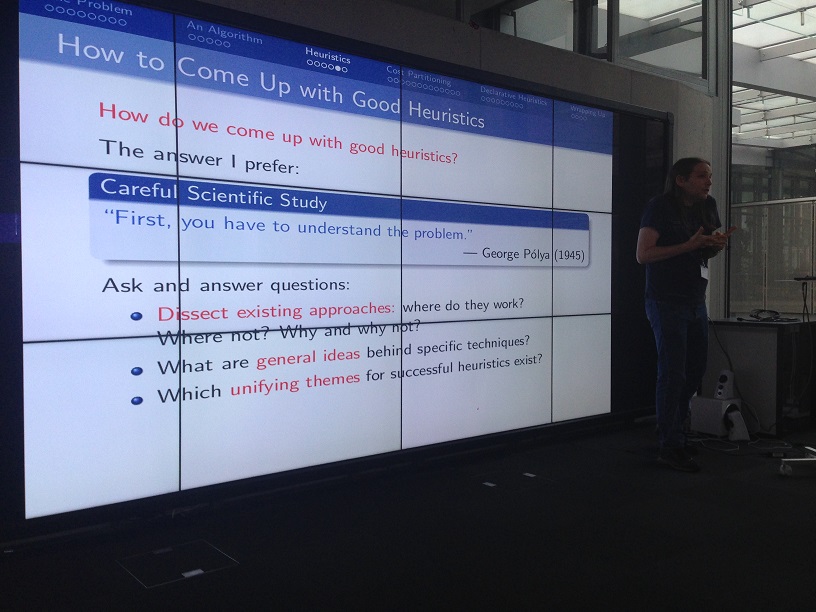 The Problem
An Algorithm
Heuristics
Cost Partitioning
Declarative Heuristics
Wrapping Up
How to Come Up with Good Heuristics
How do we come up with good heuristics?
The answer I prefer:
Careful Scientific Study
“First, you have to understand the problem.”
— George Pólya (1945)
Ask and answer questions:
Dissect existing approaches: where do they work?
Where not? Why and why not?
What are general ideas behind specific techniques?
Which unifying themes for successful heuristics exist?